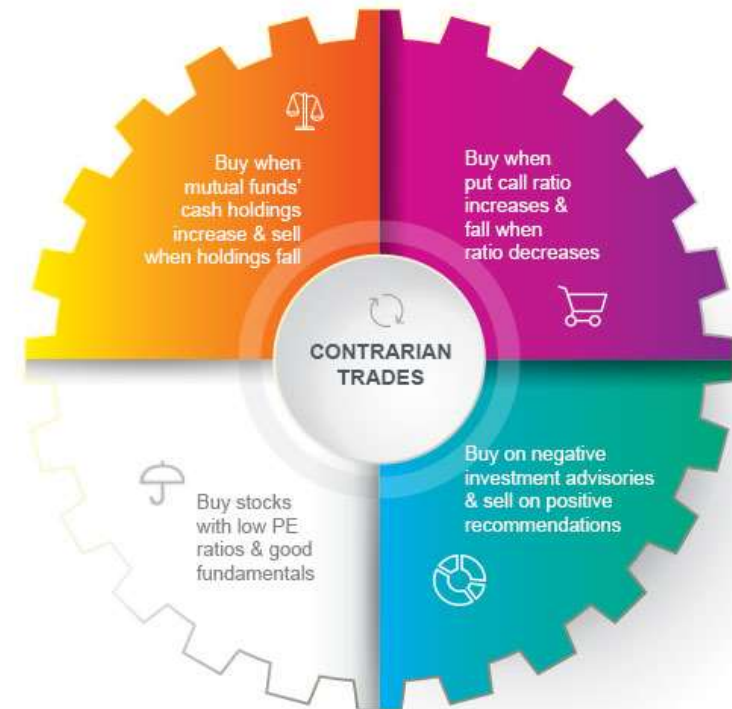 Buy when
mutual funds'
cash holdings
increase & sell
when holdings fall
Buy when
put call ratio
increases &
fall when
ratio decreases
CONTRARIAN
TRADES
Buy stocks
with low PE
ratios & good
fundamentals
Buy on negative
investment advisories
& sell on positive
recommendations